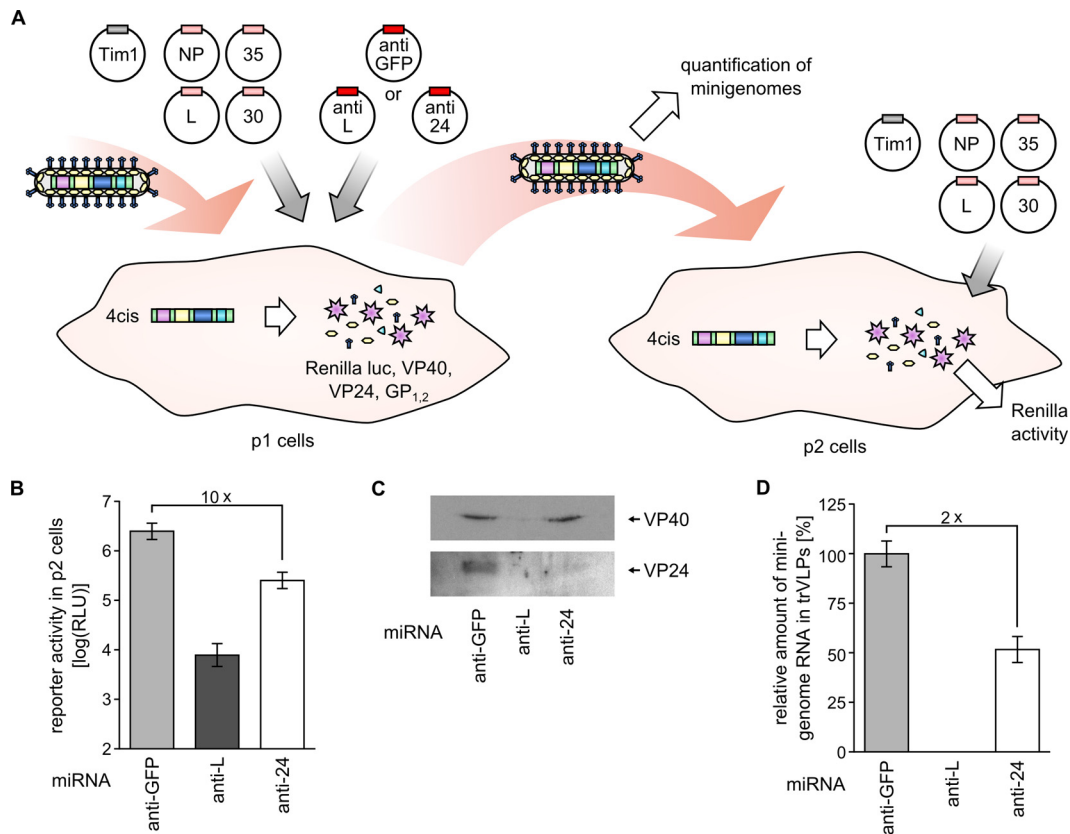 A
Tim1
NP
35
L
30
anti
GFP
or
anti
L
anti
24
quantification of
minigenomes
Tim1
NP
35
L
30
4cis
Renilla luc, VP40,
VP24, GP1,2
p1 cells
4cis
Renilla
activity
p2 cells
B
reporter activity in p2 cells
[log(RLU)]
7
6
5
4
3
2
10 x
miRNA
anti-GFP
anti-L
anti-24
C
VP40
VP24
miRNA
anti-GFP
anti-L
anti-24
D
relative amount of mini-
genome RNA in trVLPs [%]
125
100
75
50
25
0
2 x
miRNA
anti-GFP
anti-L
anti-24